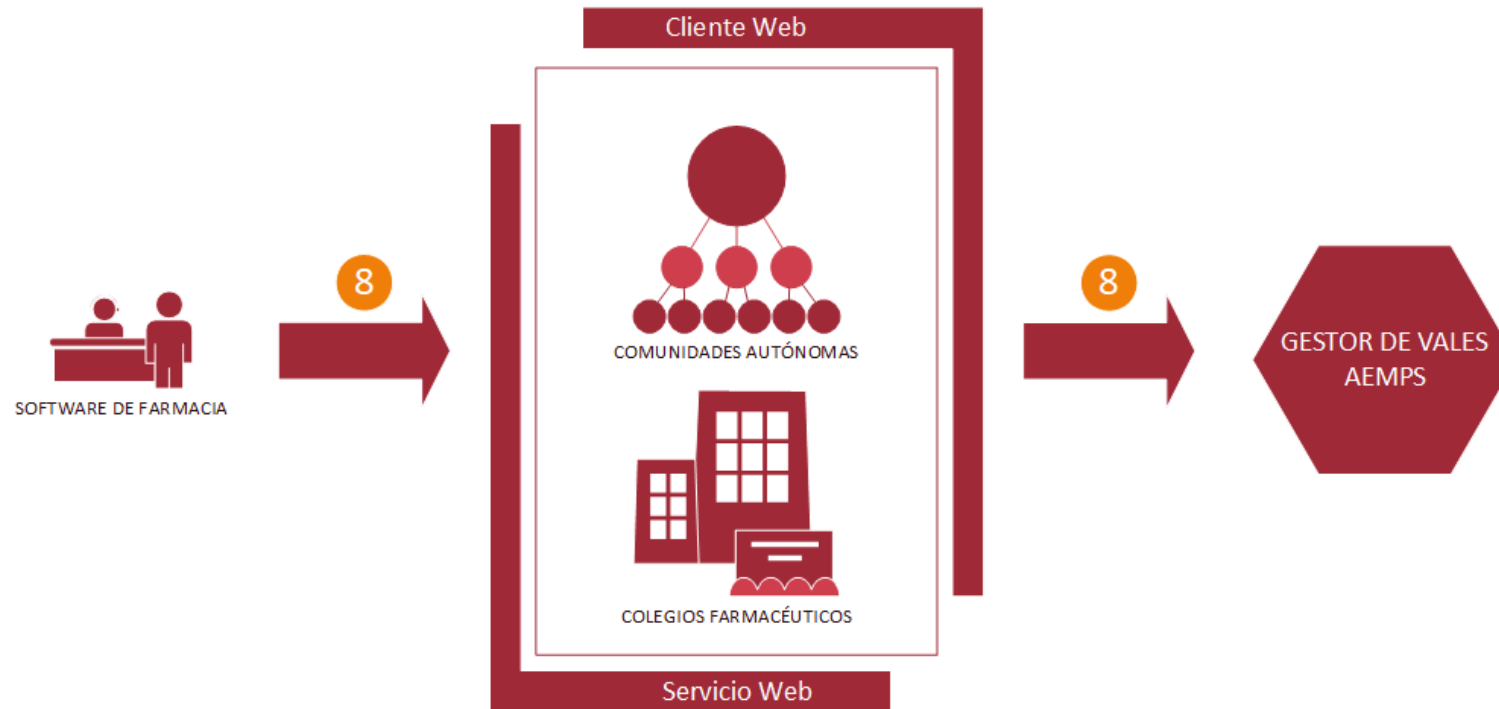 Cliente Web
8
8
COMUNIDADES AUTÓNOMAS
GESTOR DE VALES
AEMPS
SOFTWARE DE FARMACIA
COLEGIOS FARMACÉUTICOS
Servicio Web